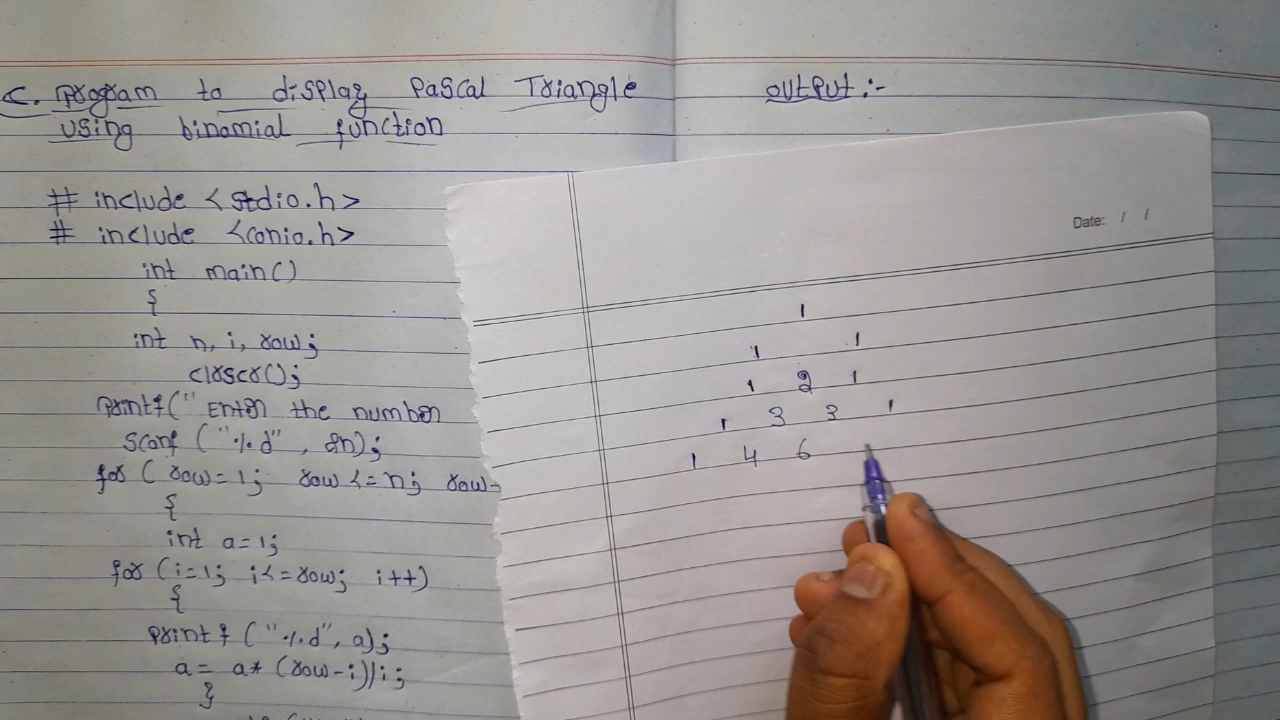 C. program to display Pascal Triangle
using binomial function
# include <stdio.h>
# include <conio.h>
int main()
{
int n, i, row;
clrscr();
printf(" Enter the number
scanf ("%d", &n);
for ( row=1; row <=n; row-
{
int a=1;
for (i=1; i<=row; i++)
{
printf ("%d", a);
a= a* (row-i)/i;
}
output:-
Date: / /
1
1 1
1 2 1
1 3 3 1
1 4 6